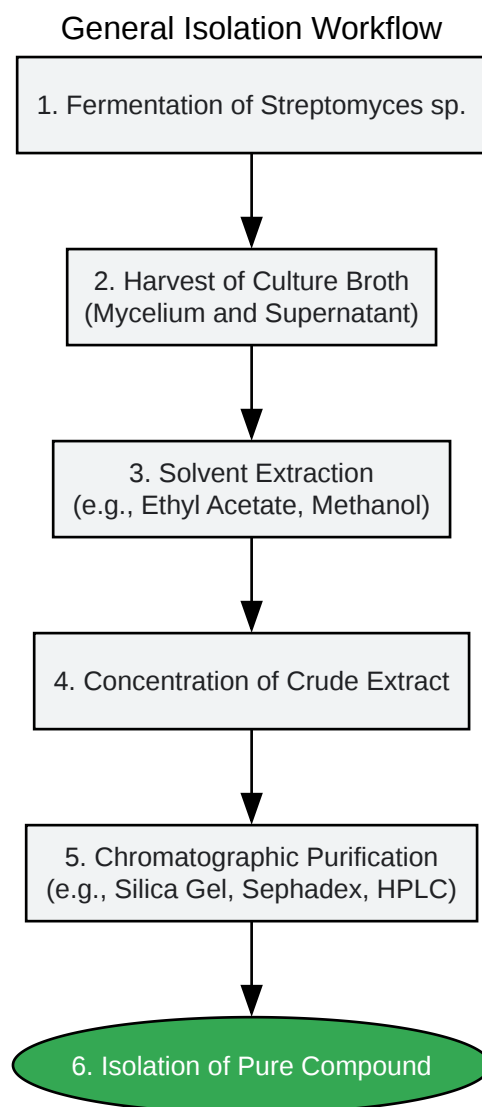 General Isolation Workflow
1. Fermentation of Streptomyces sp.
2. Harvest of Culture Broth
(Mycelium and Supernatant)
3. Solvent Extraction
(e.g., Ethyl Acetate, Methanol)
4. Concentration of Crude Extract
5. Chromatographic Purification
(e.g., Silica Gel, Sephadex, HPLC)
6. Isolation of Pure Compound